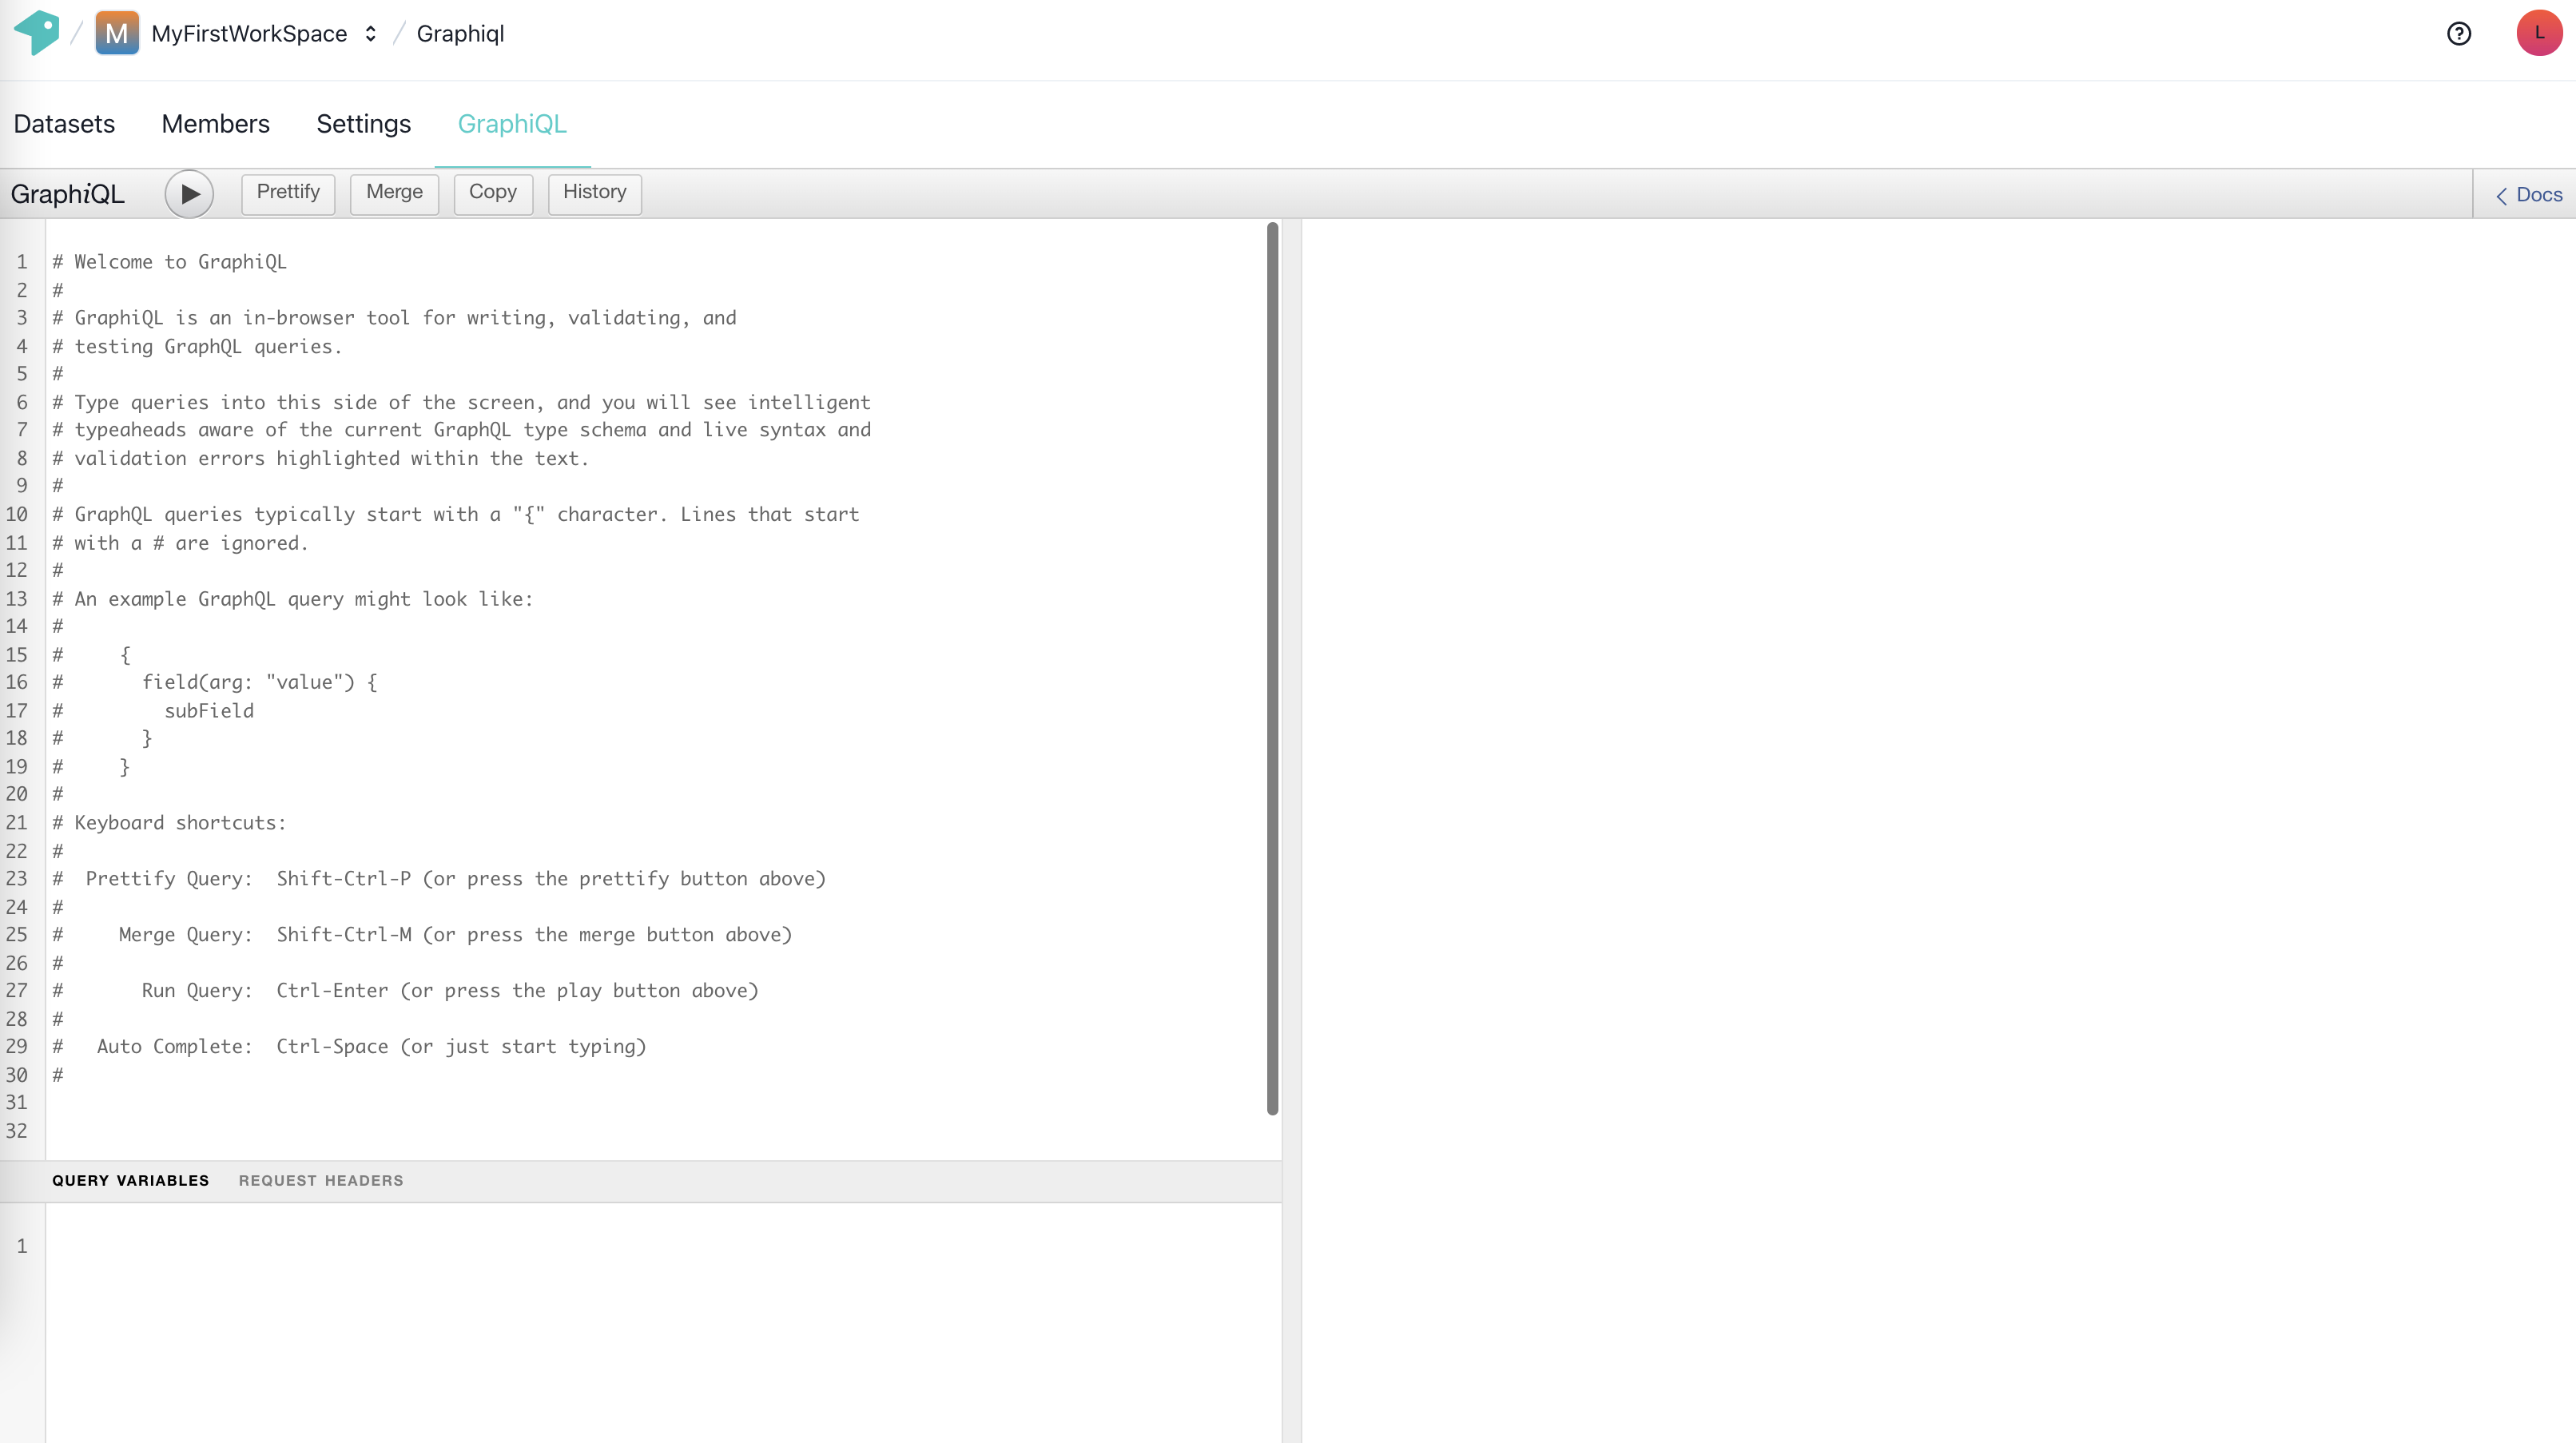 M MyFirstWorkSpace / Graphiql L
Datasets Members Settings GraphiQL
GraphiQL Prettify Merge Copy History Docs
1 # Welcome to GraphiQL
2 #
3 # GraphiQL is an in-browser tool for writing, validating, and
4 # testing GraphQL queries.
5 #
6 # Type queries into this side of the screen, and you will see intelligent
7 # typeaheads aware of the current GraphQL type schema and live syntax and
8 # validation errors highlighted within the text.
9 #
10 # GraphQL queries typically start with a "{" character. Lines that start
11 # with a # are ignored.
12 #
13 # An example GraphQL query might look like:
14 #
15 #     {
16 #       field(arg: "value") {
17 #         subField
18 #       }
19 #     }
20 #
21 # Keyboard shortcuts:
22 #
23 #  Prettify Query:  Shift-Ctrl-P (or press the prettify button above)
24 #
25 #     Merge Query:  Shift-Ctrl-M (or press the merge button above)
26 #
27 #       Run Query:  Ctrl-Enter (or press the play button above)
28 #
29 #   Auto Complete:  Ctrl-Space (or just start typing)
30 #
31
32
QUERY VARIABLES REQUEST HEADERS
1